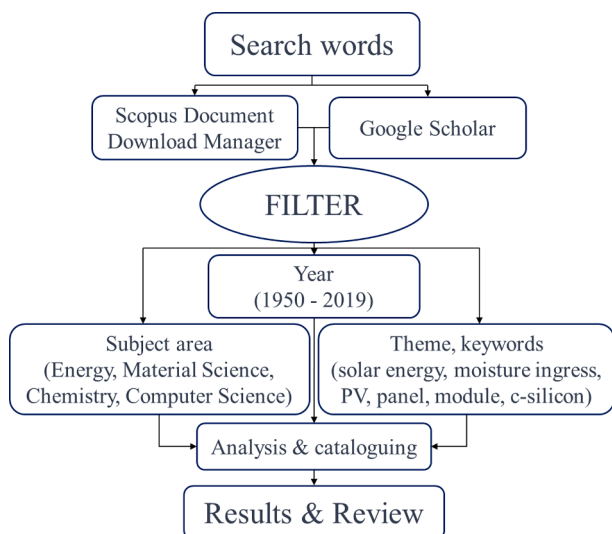 Search words
Scopus Document
Download Manager
Google Scholar
FILTER
Year
(1950 - 2019)
Subject area
(Energy, Material Science,
Chemistry, Computer Science)
Theme, keywords
(solar energy, moisture ingress,
PV, panel, module, c-silicon)
Analysis & cataloguing
Results & Review